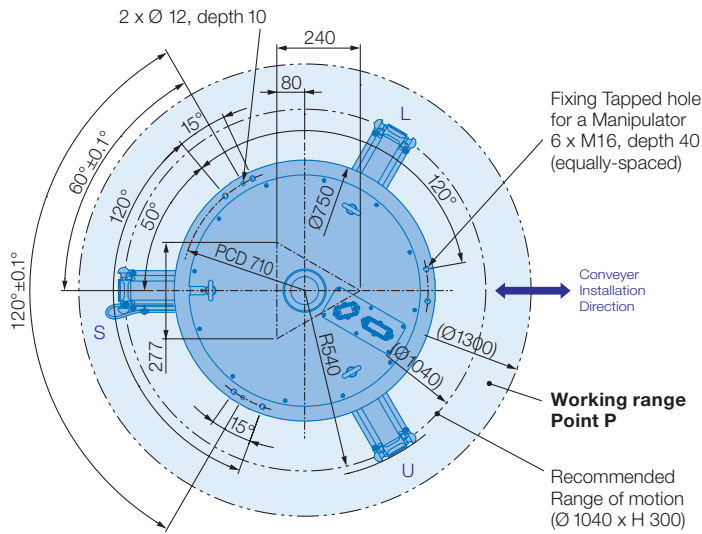 2 x Ø 12, depth 10
240
80
15°
60°±0.1°
120°
50°
120°±0.1°
L
Ø750
120°
Fixing Tapped hole
for a Manipulator
6 x M16, depth 40
(equally-spaced)
PCD 710
Conveyer
Installation
Direction
S
277
R540
(Ø1040)
(Ø1300)
Working range
Point P
15°
U
Recommended
Range of motion
(Ø 1040 x H 300)